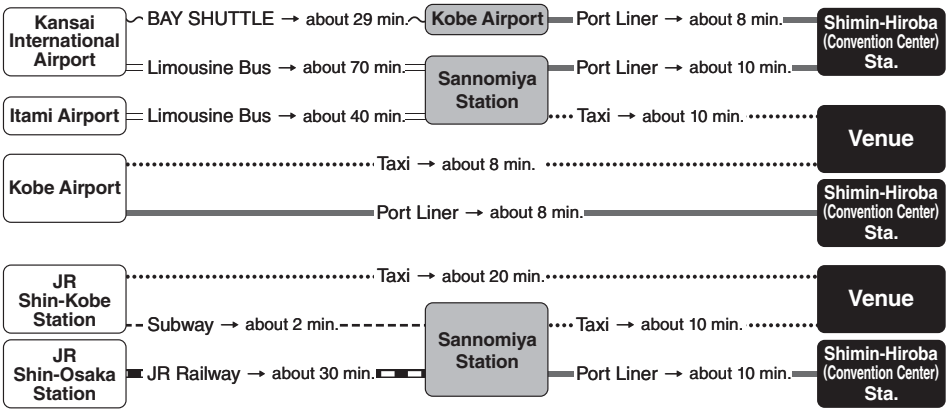 Kansai
International
Airport
BAY SHUTTLE → about 29 min.
Kobe Airport
Port Liner → about 8 min.
Shimin-Hiroba
(Convention Center)
Sta.
Limousine Bus → about 70 min.
Sannomiya
Station
Port Liner → about 10 min.
Itami Airport
Limousine Bus → about 40 min.
Taxi → about 10 min.
Venue
Kobe Airport
Taxi → about 8 min.
Port Liner → about 8 min.
Shimin-Hiroba
(Convention Center)
Sta.
JR
Shin-Kobe
Station
Taxi → about 20 min.
Venue
Subway → about 2 min.
Sannomiya
Station
Taxi → about 10 min.
JR
Shin-Osaka
Station
JR Railway → about 30 min.
Port Liner → about 10 min.
Shimin-Hiroba
(Convention Center)
Sta.